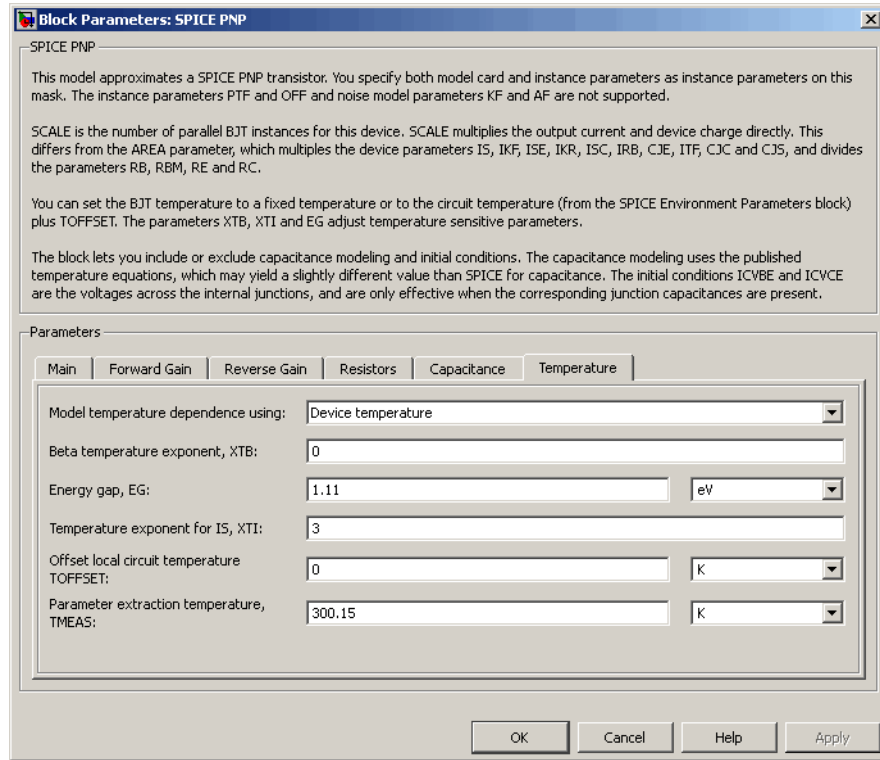 Block Parameters: SPICE PNP
SPICE PNP
This model approximates a SPICE PNP transistor. You specify both model card and instance parameters as instance parameters on this
mask. The instance parameters PTF and OFF and noise model parameters KF and AF are not supported.
SCALE is the number of parallel BJT instances for this device. SCALE multiplies the output current and device charge directly. This
differs from the AREA parameter, which multiplies the device parameters IS, IKF, ISE, IKR, ISC, IRB, CJE, ITF, CJC and CJS, and divides
the parameters RB, RBM, RE and RC.
You can set the BJT temperature to a fixed temperature or to the circuit temperature (from the SPICE Environment Parameters block)
plus TOFFSET. The parameters XTB, XTI and EG adjust temperature sensitive parameters.
The block lets you include or exclude capacitance modeling and initial conditions. The capacitance modeling uses the published
temperature equations, which may yield a slightly different value than SPICE for capacitance. The initial conditions ICVBE and ICVCE
are the voltages across the internal junctions, and are only effective when the corresponding junction capacitances are present.
Parameters
Main Forward Gain Reverse Gain Resistors Capacitance Temperature
Model temperature dependence using: Device temperature
Beta temperature exponent, XTB: 0
Energy gap, EG: 1.11 eV
Temperature exponent for IS, XTI: 3
Offset local circuit temperature
TOFFSET: 0 K
Parameter extraction temperature,
TMEAS: 300.15 K
OK Cancel Help Apply